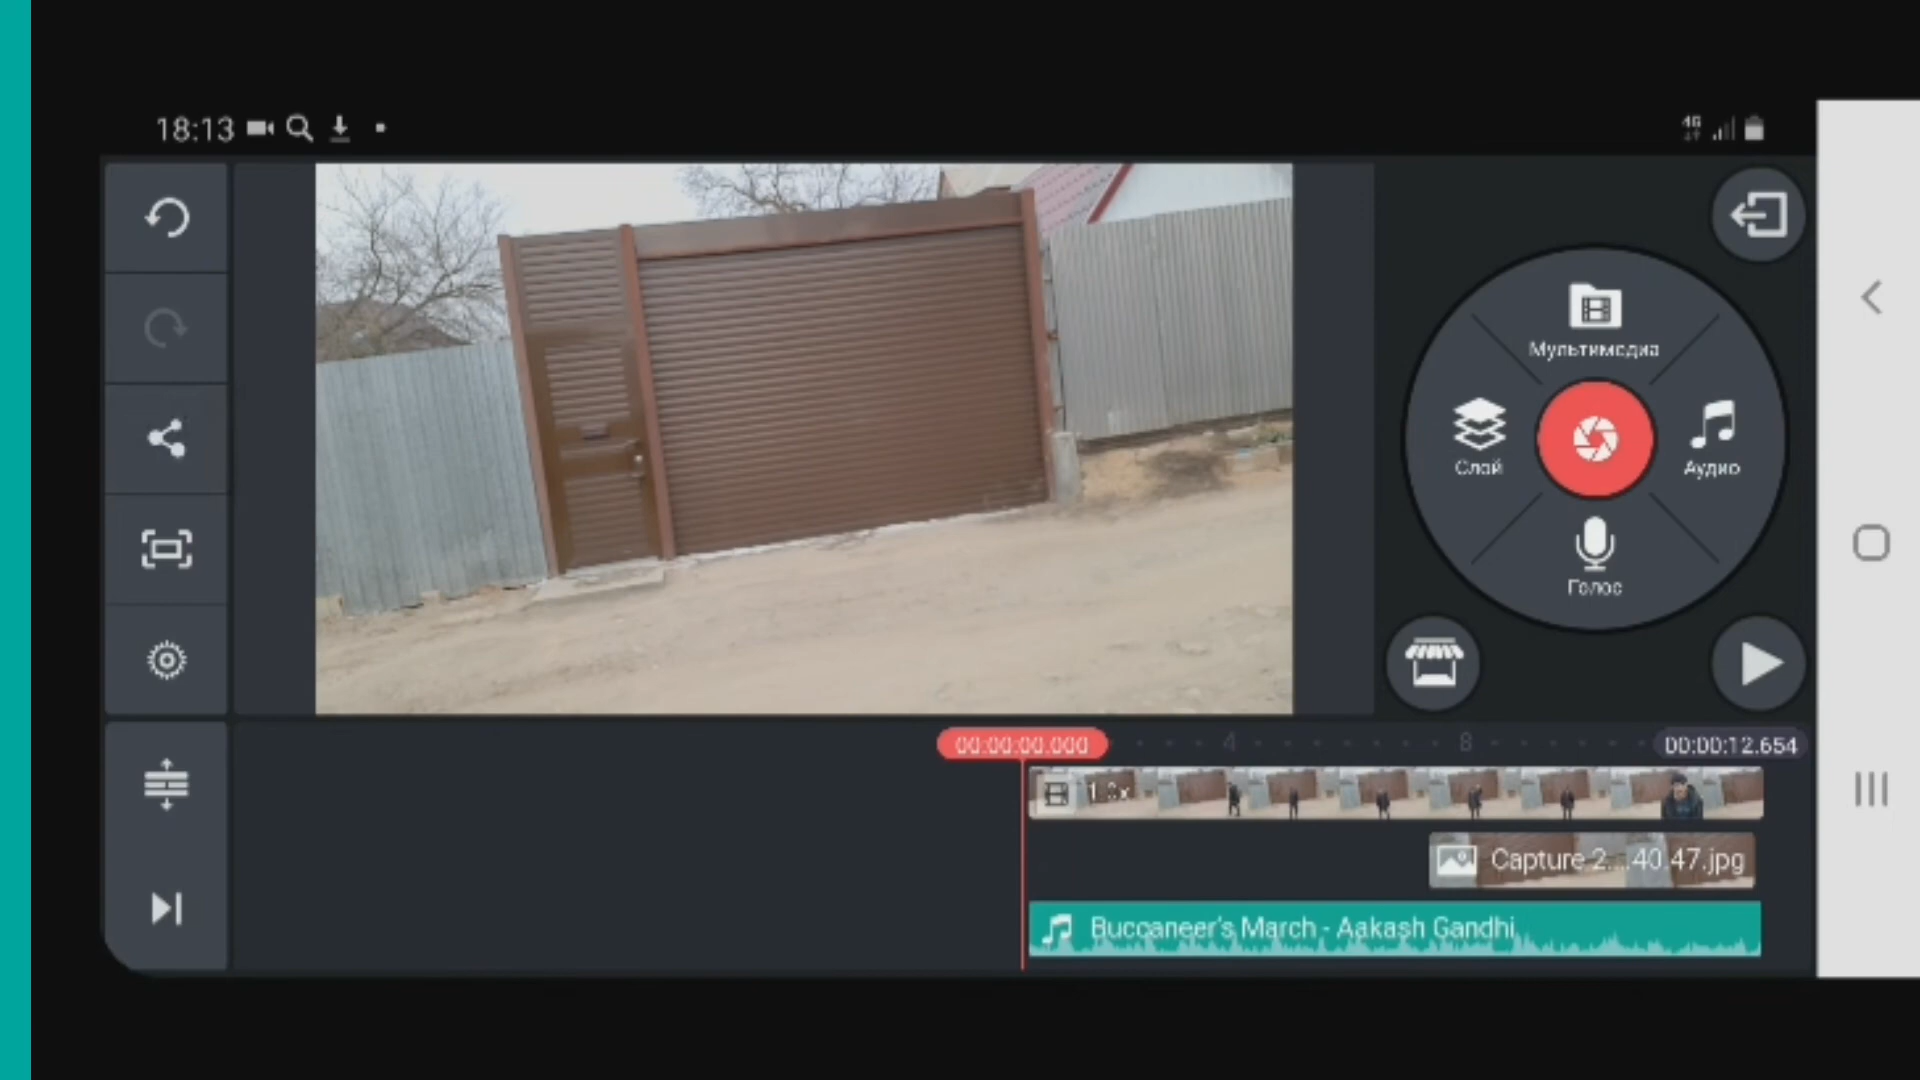 18:13
4G
Мультимедиа
Слой
Аудио
Голос
00:00:00.000
4
8
00:00:12.654
Capture 2....40.47.jpg
Buccaneer's March - Aakash Gandhi